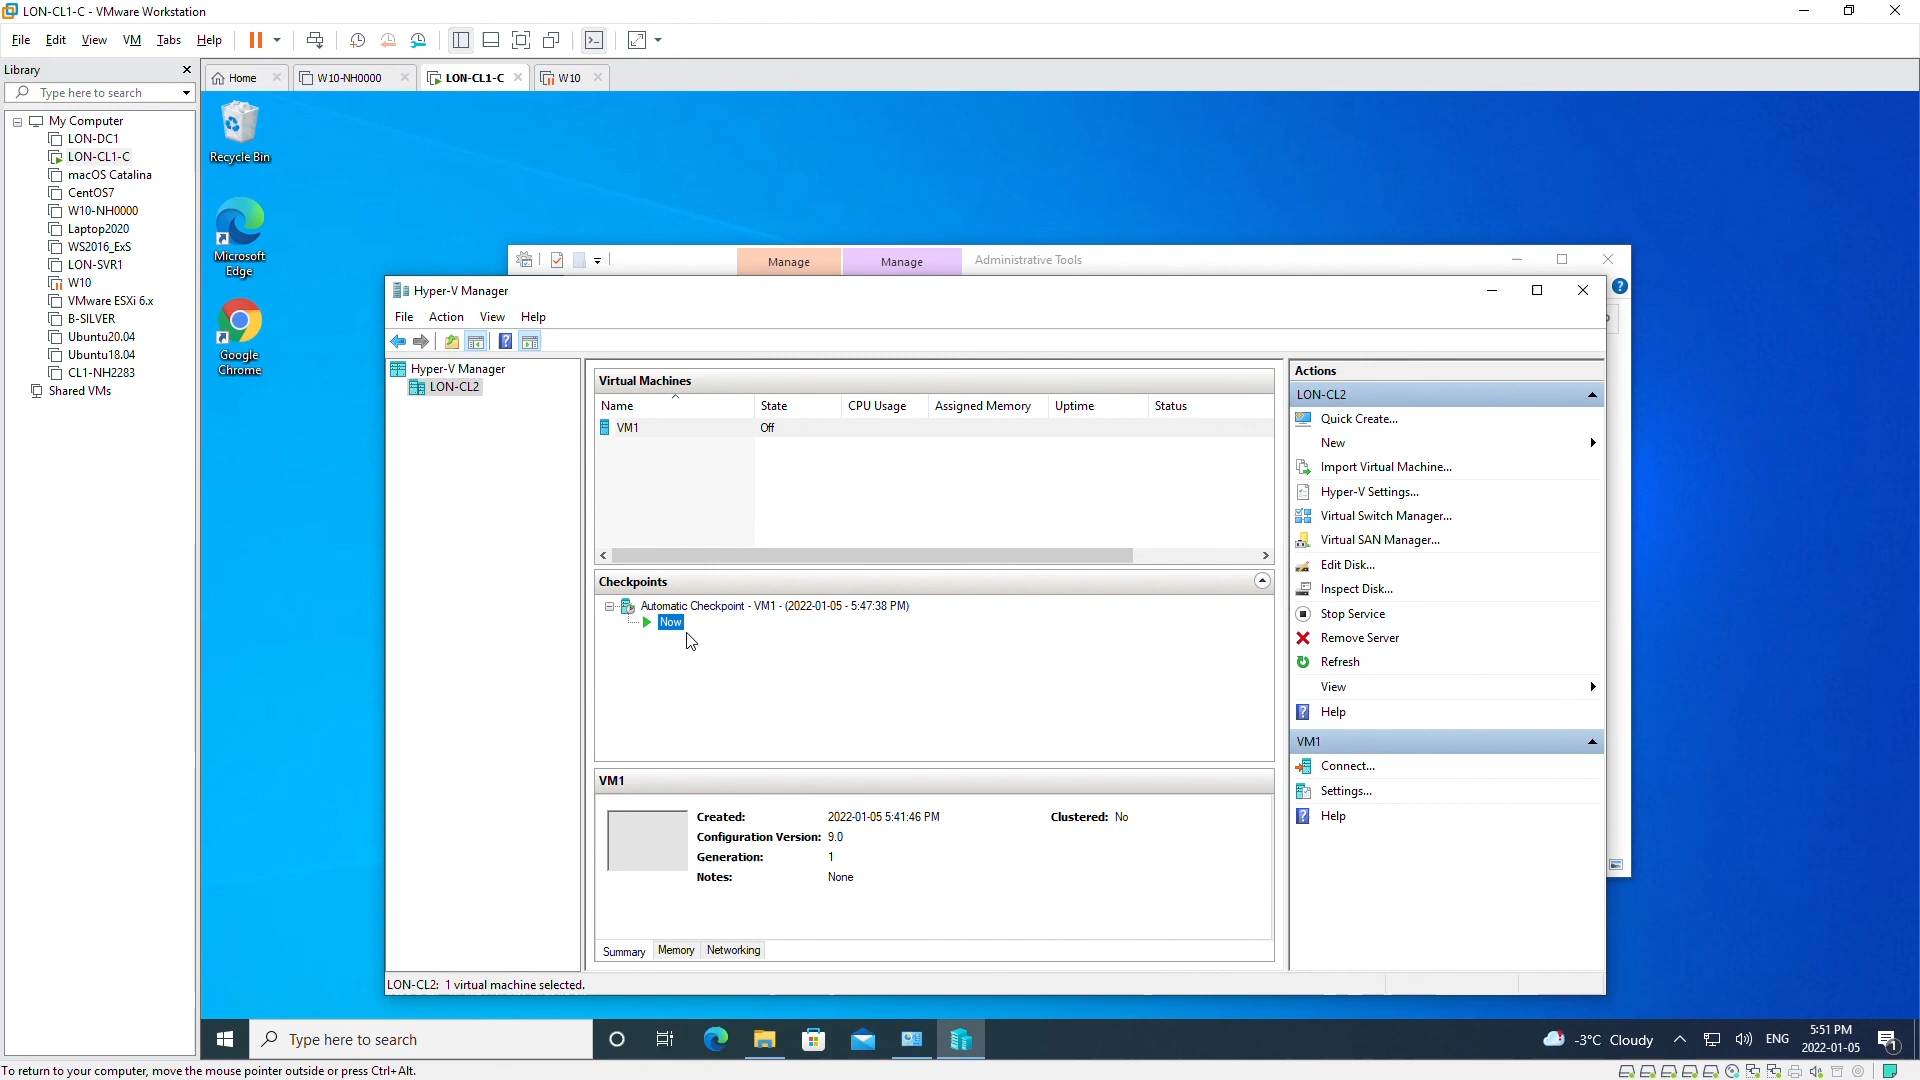 LON-CL1-C - VMware Workstation
File Edit View VM Tabs Help
Library
Type here to search
Home
W10-NH0000
LON-CL1-C
W10
My Computer
LON-DC1
LON-CL1-C
macOS Catalina
CentOS7
W10-NH0000
Laptop2020
WS2016_ExS
LON-SVR1
W10
VMware ESXi 6.x
B-SILVER
Ubuntu20.04
Ubuntu18.04
CL1-NH2283
Shared VMs
Recycle Bin
Microsoft
Edge
Google
Chrome
Manage
Manage
Administrative Tools
Hyper-V Manager
File Action View Help
Hyper-V Manager
LON-CL2
Virtual Machines
Name State CPU Usage Assigned Memory Uptime Status
VM1 Off
Checkpoints
Automatic Checkpoint - VM1 - (2022-01-05 - 5:47:38 PM)
Now
VM1
Created: 2022-01-05 5:41:46 PM Clustered: No
Configuration Version: 9.0
Generation: 1
Notes: None
Summary Memory Networking
Actions
LON-CL2
Quick Create...
New
Import Virtual Machine...
Hyper-V Settings...
Virtual Switch Manager...
Virtual SAN Manager...
Edit Disk...
Inspect Disk...
Stop Service
Remove Server
Refresh
View
Help
VM1
Connect...
Settings...
Help
LON-CL2: 1 virtual machine selected.
Type here to search
-3°C Cloudy
ENG
5:51 PM
2022-01-05
1
To return to your computer, move the mouse pointer outside or press Ctrl+Alt.